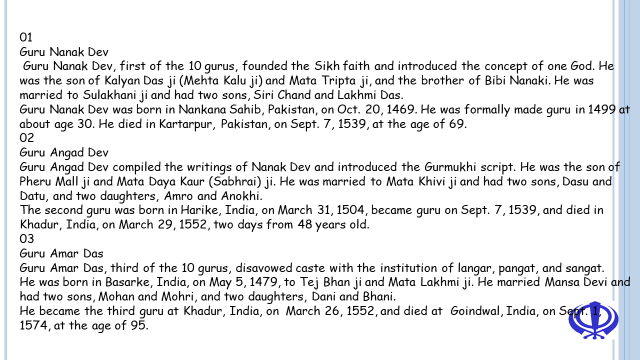 01
Guru Nanak Dev
Guru Nanak Dev, first of the 10 gurus, founded the Sikh faith and introduced the concept of one God. He
was the son of Kalyan Das ji (Mehta Kalu ji) and Mata Tripta ji, and the brother of Bibi Nanaki. He was
married to Sulakhani ji and had two sons, Siri Chand and Lakhmi Das.
Guru Nanak Dev was born in Nankana Sahib, Pakistan, on Oct. 20, 1469. He was formally made guru in 1499 at
about age 30. He died in Kartarpur, Pakistan, on Sept. 7, 1539, at the age of 69.
02
Guru Angad Dev
Guru Angad Dev compiled the writings of Nanak Dev and introduced the Gurmukhi script. He was the son of
Pheru Mall ji and Mata Daya Kaur (Sabhrai) ji. He was married to Mata Khivi ji and had two sons, Dasu and
Datu, and two daughters, Amro and Anokhi.
The second guru was born in Harike, India, on March 31, 1504, became guru on Sept. 7, 1539, and died in
Khadur, India, on March 29, 1552, two days from 48 years old.
03
Guru Amar Das
Guru Amar Das, third of the 10 gurus, disavowed caste with the institution of langar, pangat, and sangat.
He was born in Basarke, India, on May 5, 1479, to Tej Bhan ji and Mata Lakhmi ji. He married Mansa Devi and
had two sons, Mohan and Mohri, and two daughters, Dani and Bhani.
He became the third guru at Khadur, India, on March 26, 1552, and died at Goindwal, India, on Sept. 1,
1574, at the age of 95.